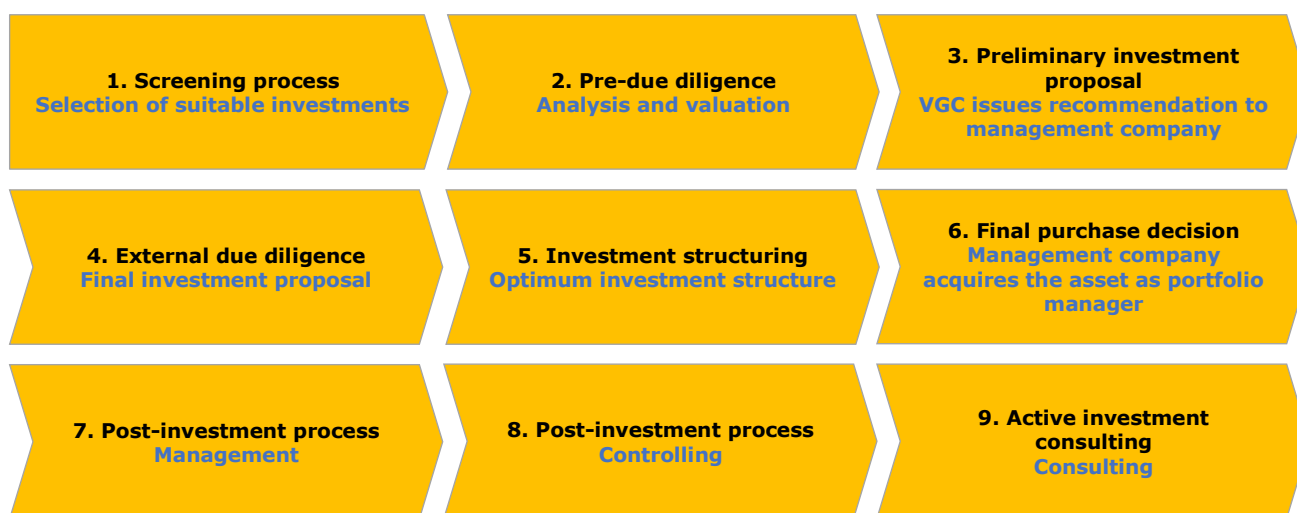 1. Screening process
Selection of suitable investments
2. Pre-due diligence
Analysis and valuation
3. Preliminary investment
proposal
VGC issues recommendation to
management company
4. External due diligence
Final investment proposal
5. Investment structuring
Optimum investment structure
6. Final purchase decision
Management company
acquires the asset as portfolio
manager
7. Post-investment process
Management
8. Post-investment process
Controlling
9. Active investment
consulting
Consulting